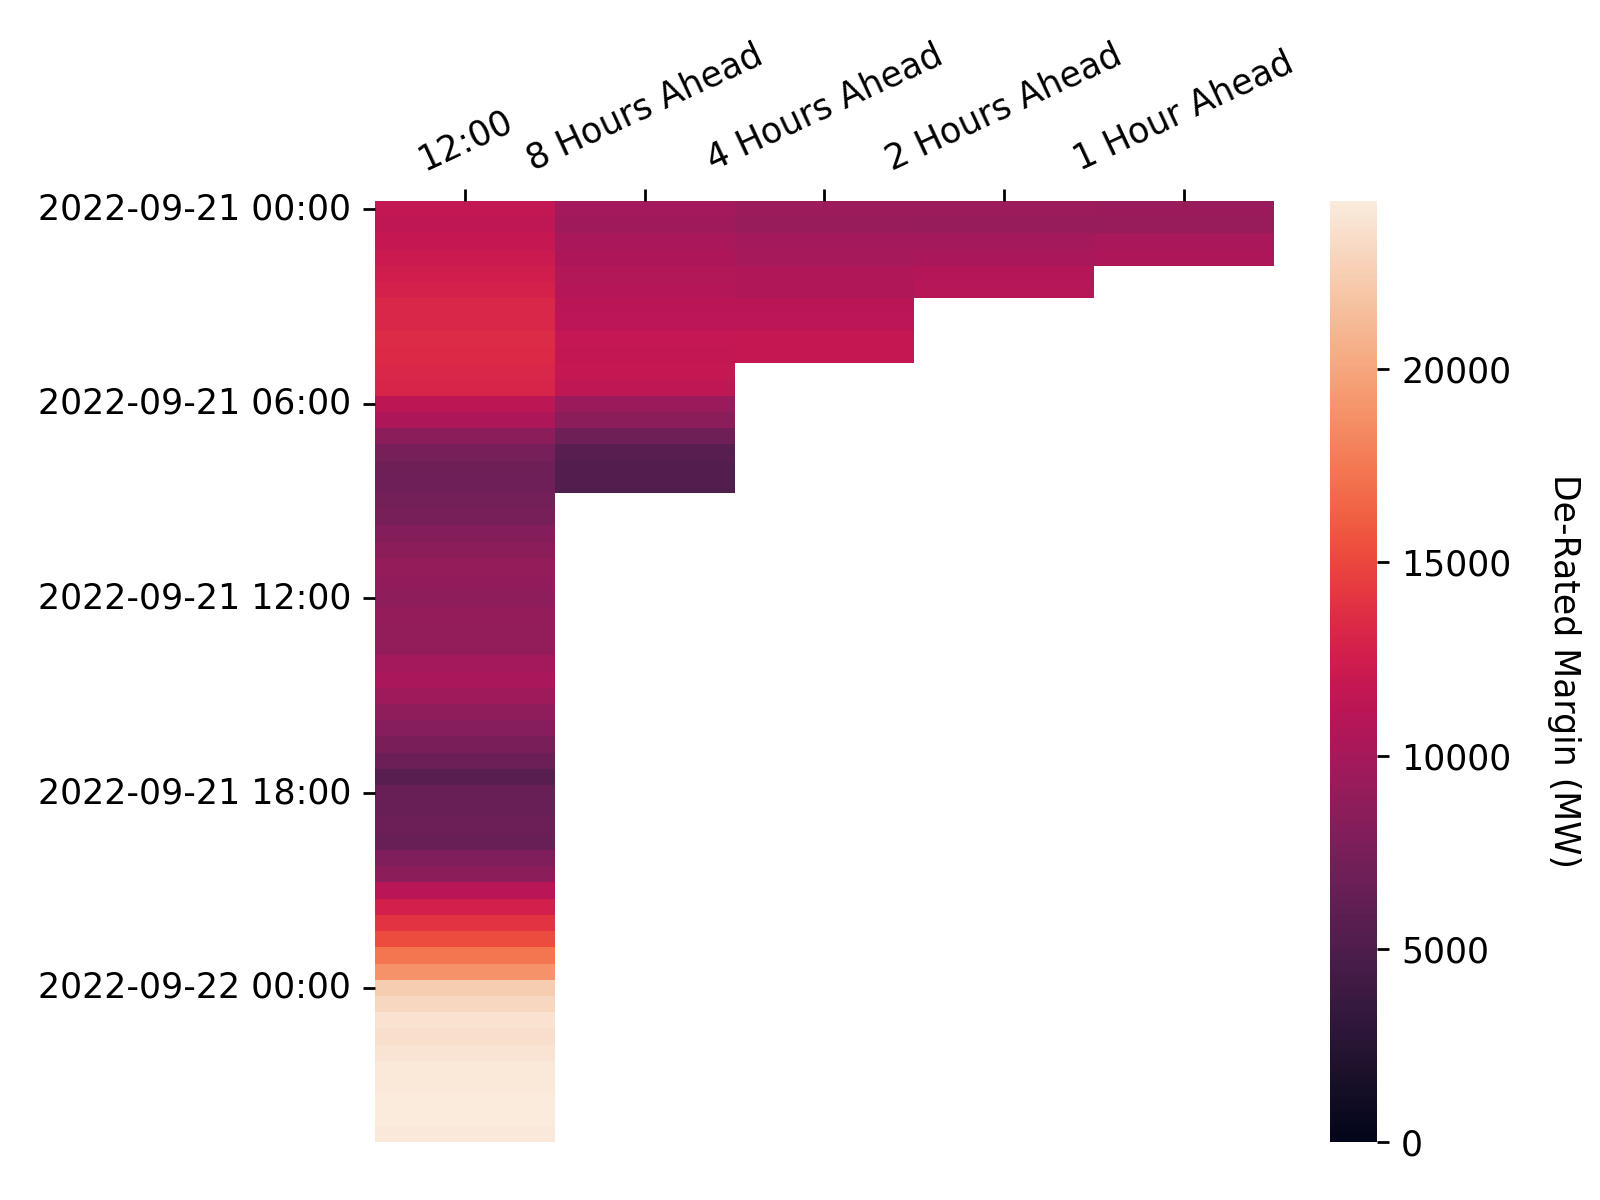 12:00
8 Hours Ahead
4 Hours Ahead
2 Hours Ahead
1 Hour Ahead
2022-09-21 00:00
2022-09-21 06:00
2022-09-21 12:00
2022-09-21 18:00
2022-09-22 00:00
20000
15000
10000
5000
0
De-Rated Margin (MW)